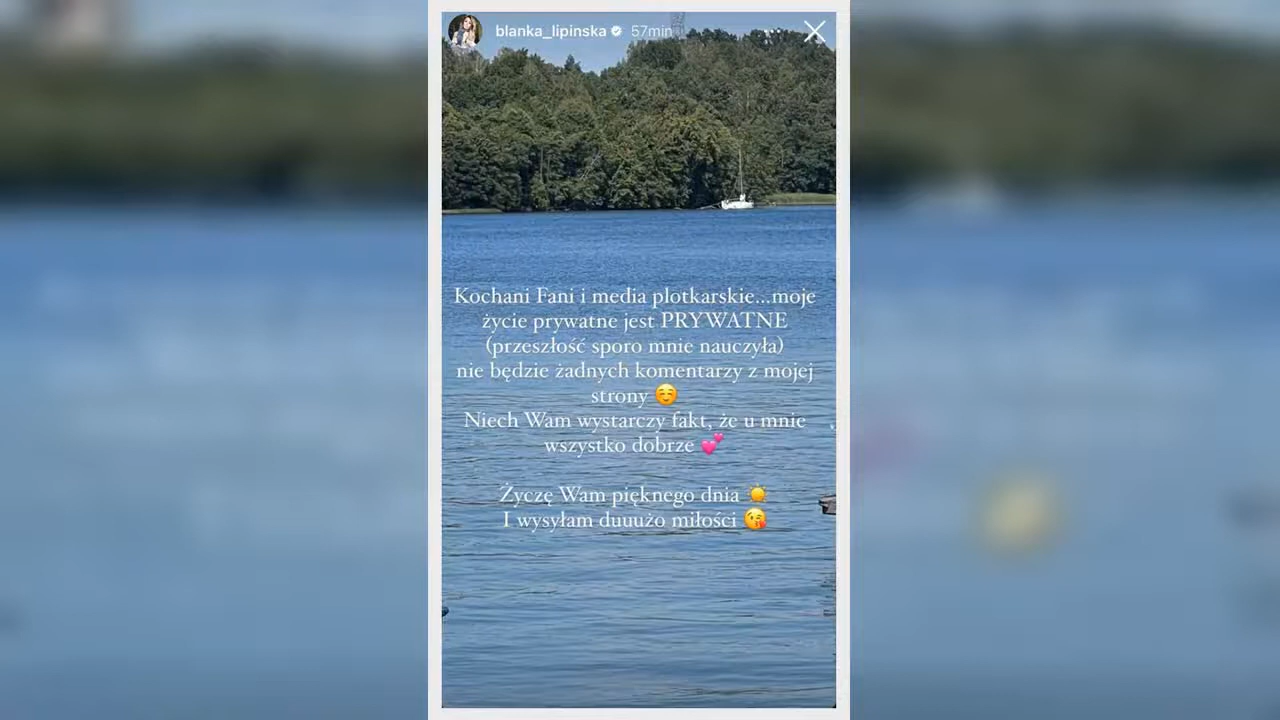 blanka_lipinska 57min
Kochani Fani i media plotkarskie...moje
życie prywatne jest PRYWATNE
(przeszłość sporo mnie nauczyła)
nie będzie żadnych komentarzy z mojej
strony ☺️
Niech Wam wystarczy fakt, że u mnie
wszystko dobrze 💕
Życzę Wam pięknego dnia ☀️
I wysyłam duuużo miłości 😘